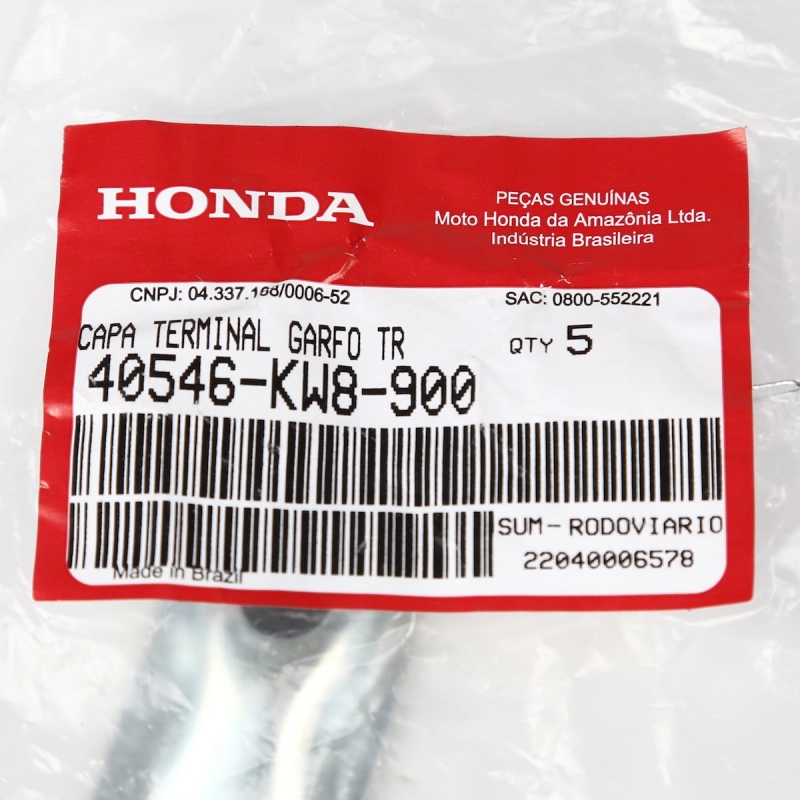 HONDA
PEÇAS GENUÍNAS
Moto Honda da Amazônia Ltda.
Indústria Brasileira
CNPJ: 04.337.168/0006-52
SAC: 0800-552221
CAPA TERMINAL GARFO TR
QTY 5
40546-KW8-900
SUM-RODOVIARIO
22040006578
Made in Brazil